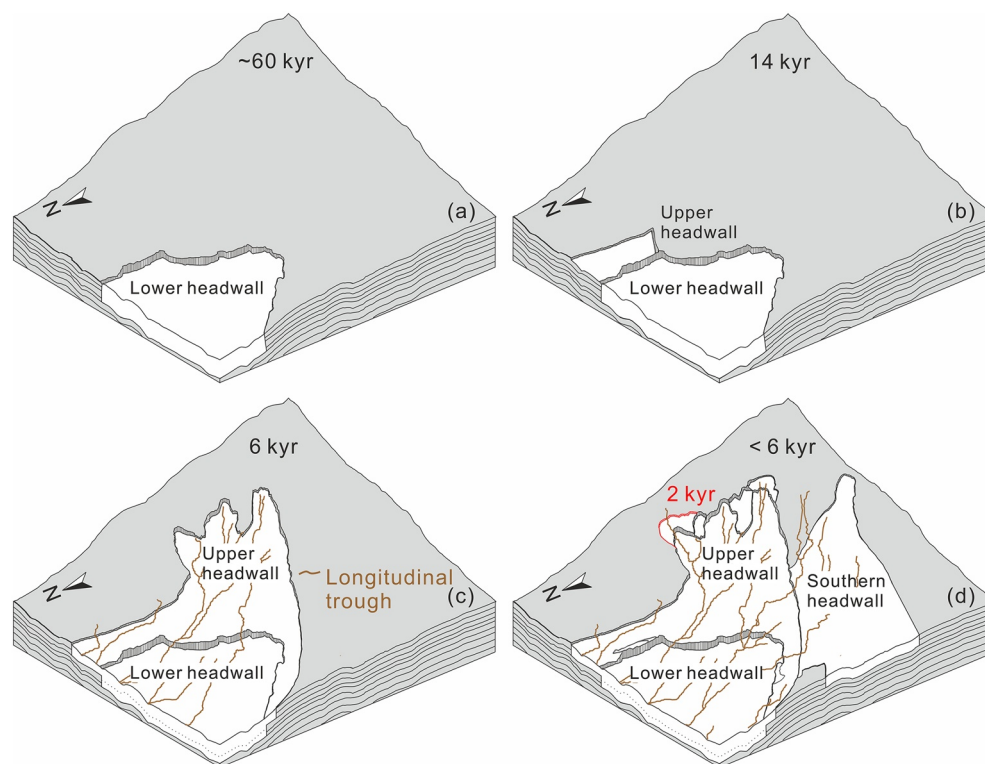 ~60 kyr
N
(a)
Lower headwall
14 kyr
N
(b)
Upper
headwall
Lower headwall
6 kyr
Upper
headwall
N
Longitudinal
trough
(c)
Lower headwall
< 6 kyr
2 kyr
Upper
headwall
Southern
headwall
N
(d)
Lower headwall